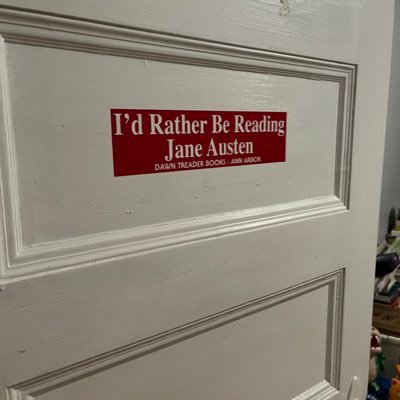 I'd Rather Be Reading
Jane Austen
DAWN TREADER BOOKS - ANN ARBOR